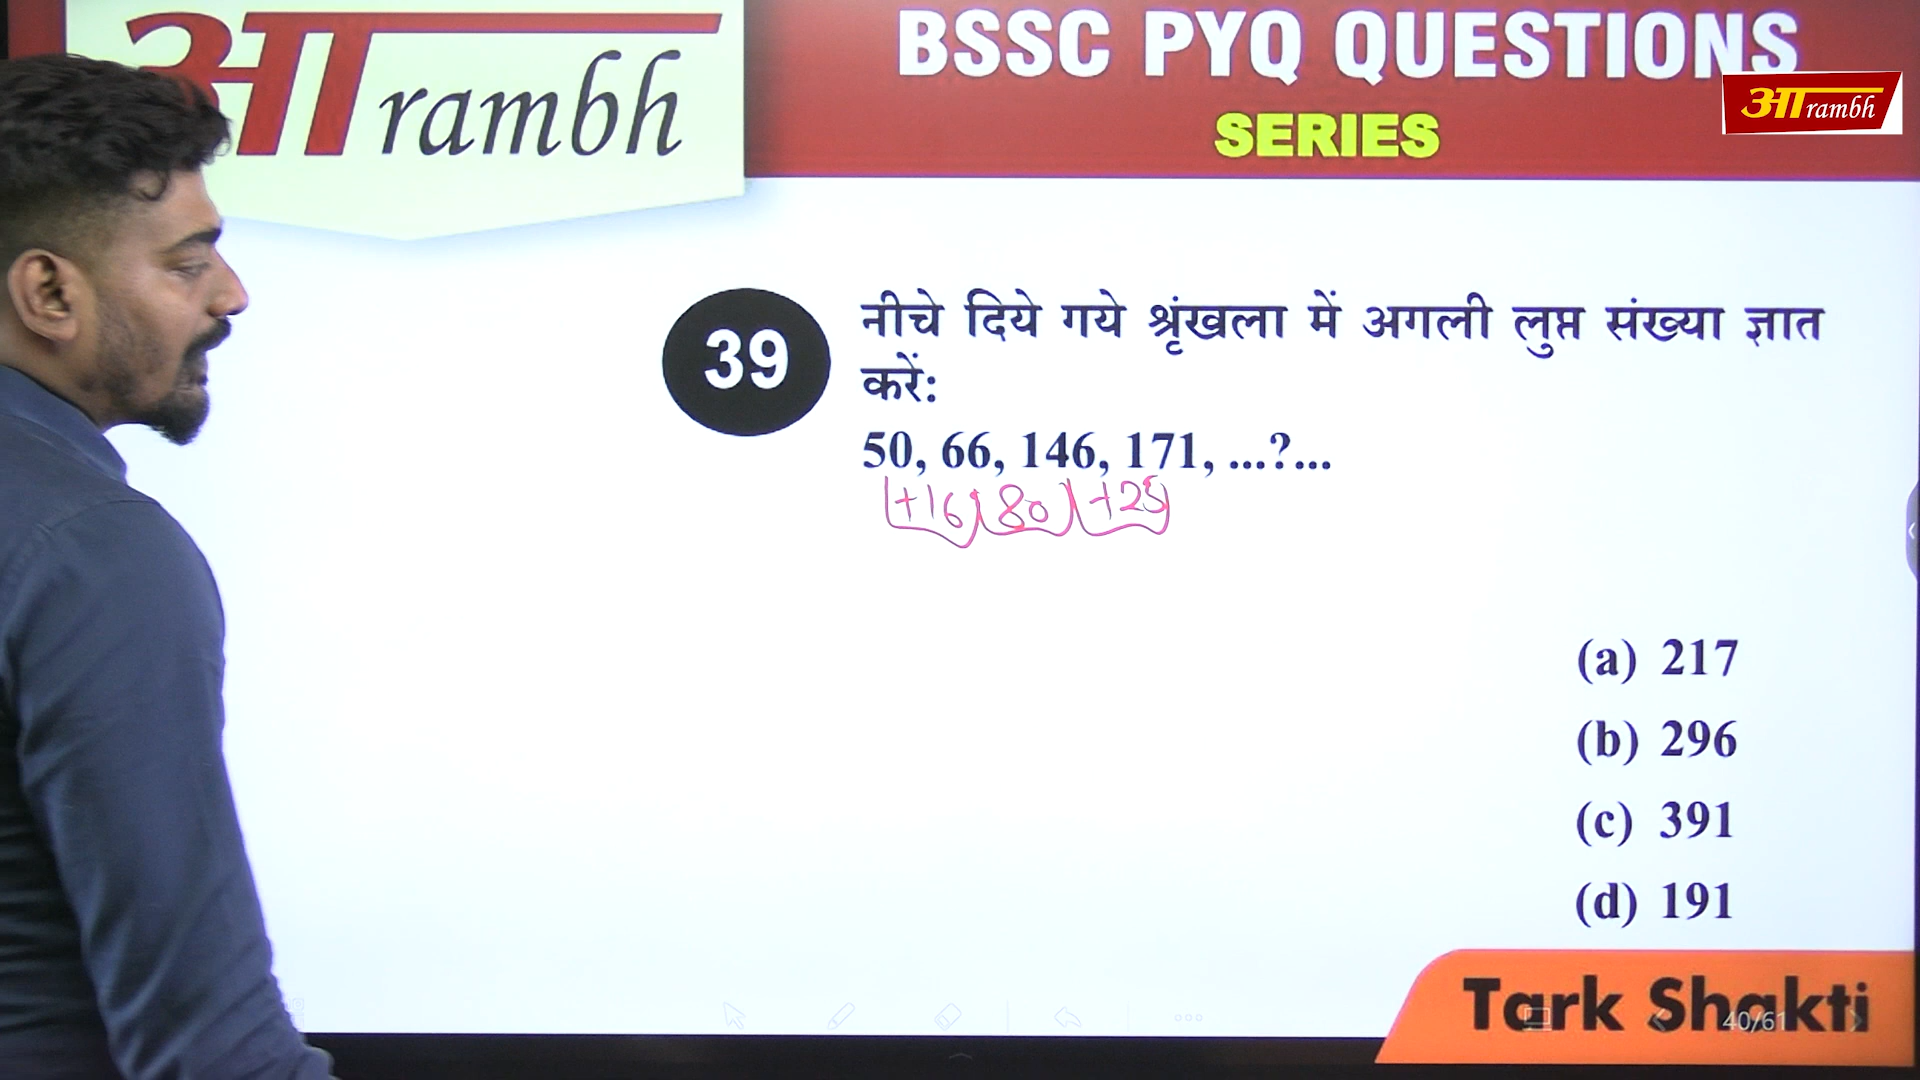 आrambh
BSSC PYQ QUESTIONS
SERIES
आrambh
39
नीचे दिये गये श्रृंखला में अगली लुप्त संख्या ज्ञात
करें:
50, 66, 146, 171, ...?...
+16 80 +25
(a) 217
(b) 296
(c) 391
(d) 191
Tark Shakti
40/61